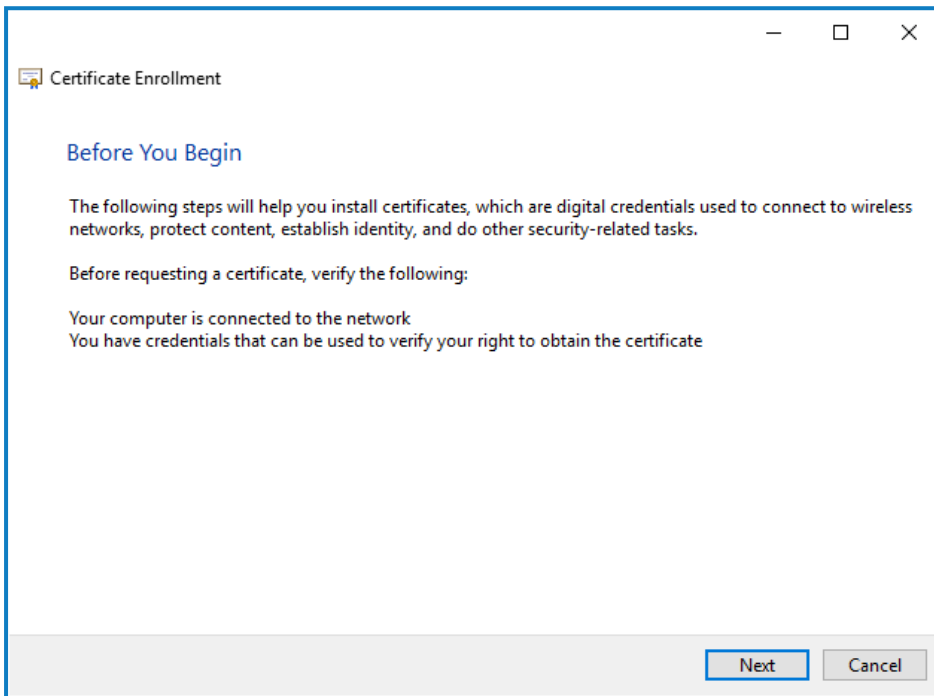 Certificate Enrollment
Before You Begin
The following steps will help you install certificates, which are digital credentials used to connect to wireless
networks, protect content, establish identity, and do other security-related tasks.
Before requesting a certificate, verify the following:
Your computer is connected to the network
You have credentials that can be used to verify your right to obtain the certificate
Next Cancel